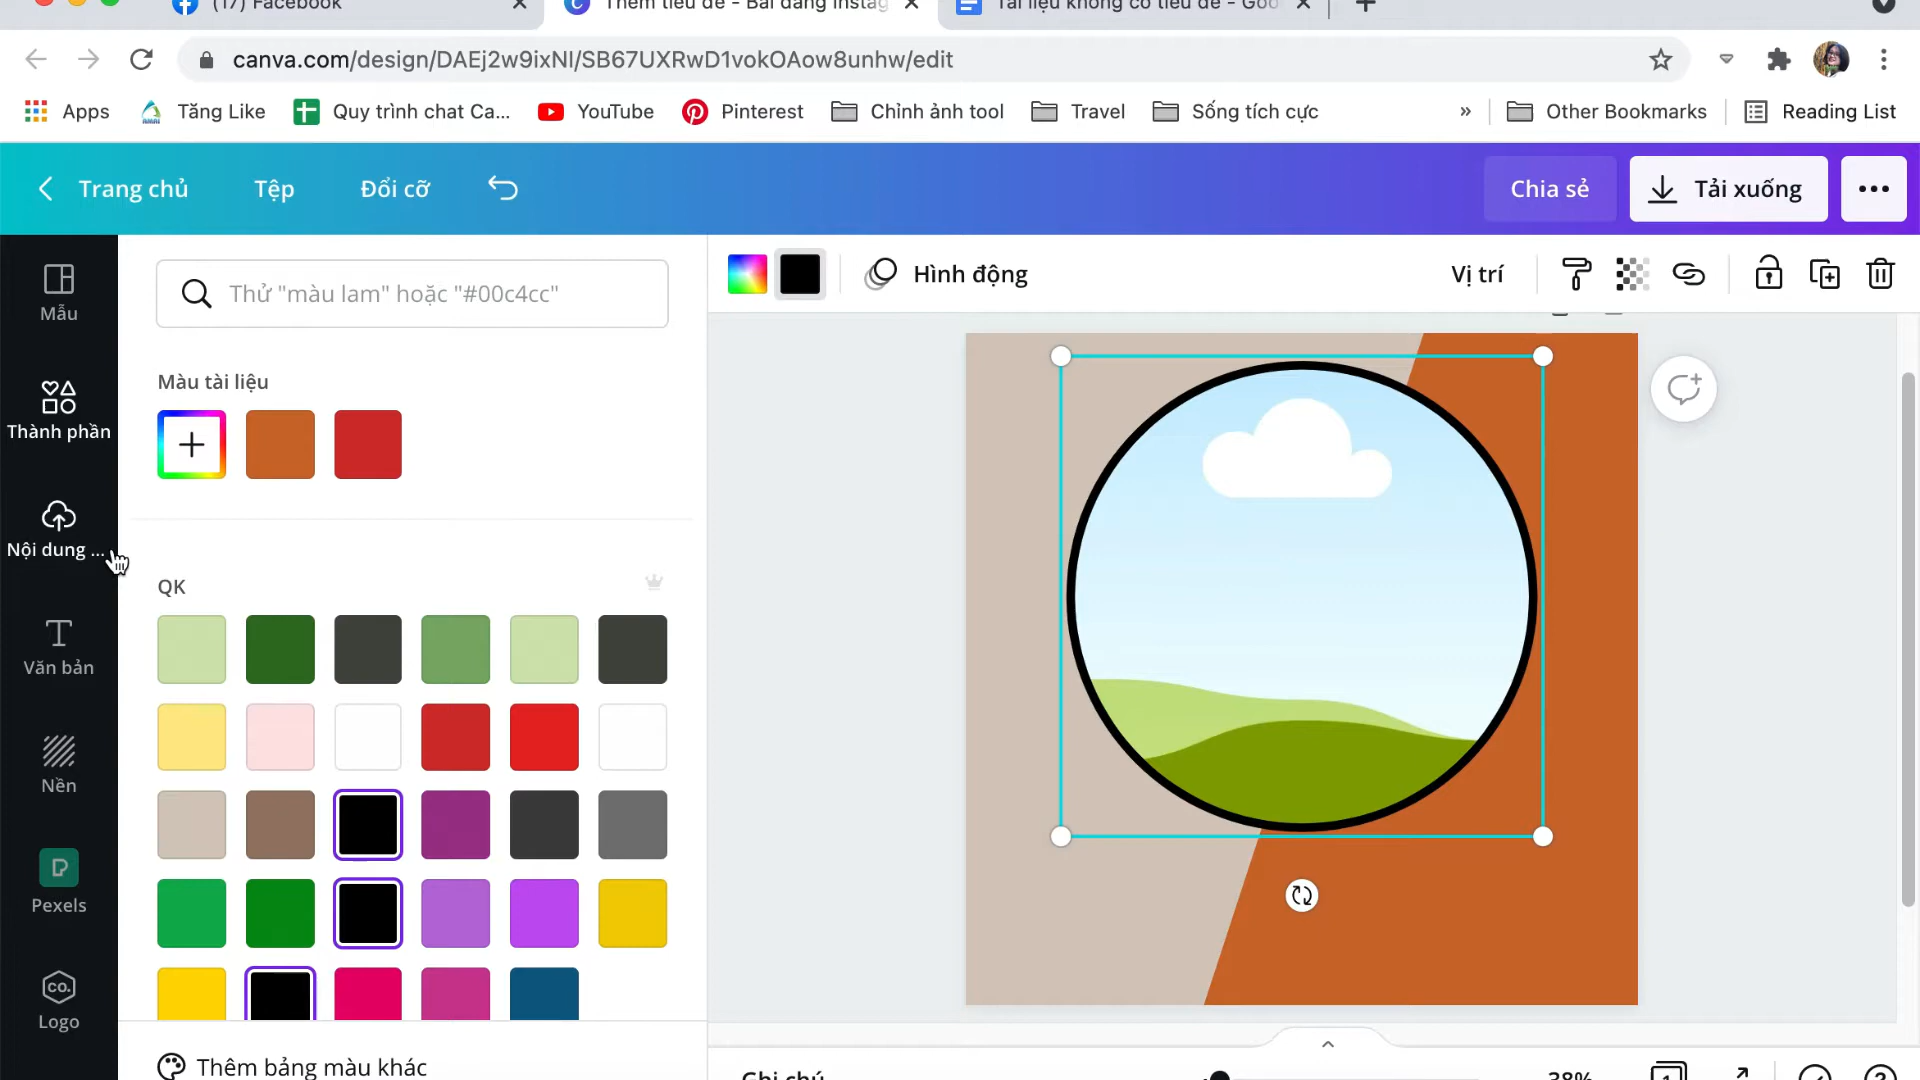 (17) Facebook
Thêm tiêu đề - Bài đăng Instag
Tài liệu không có tiêu đề - Goo
canva.com/design/DAEj2w9ixNI/SB67UXRwD1vokOAow8unhw/edit
Apps
Tăng Like
Quy trình chat Ca...
YouTube
Pinterest
Chỉnh ảnh tool
Travel
Sống tích cực
»
Other Bookmarks
Reading List
Trang chủ
Tệp
Đổi cỡ
Chia sẻ
Tải xuống
Mẫu
Thành phần
Nội dung ...
Văn bản
Nền
Pexels
co.
Logo
Thử "màu lam" hoặc "#00c4cc"
Màu tài liệu
QK
Thêm bảng màu khác
Hình động
Vị trí
Ghi chú
38%
1